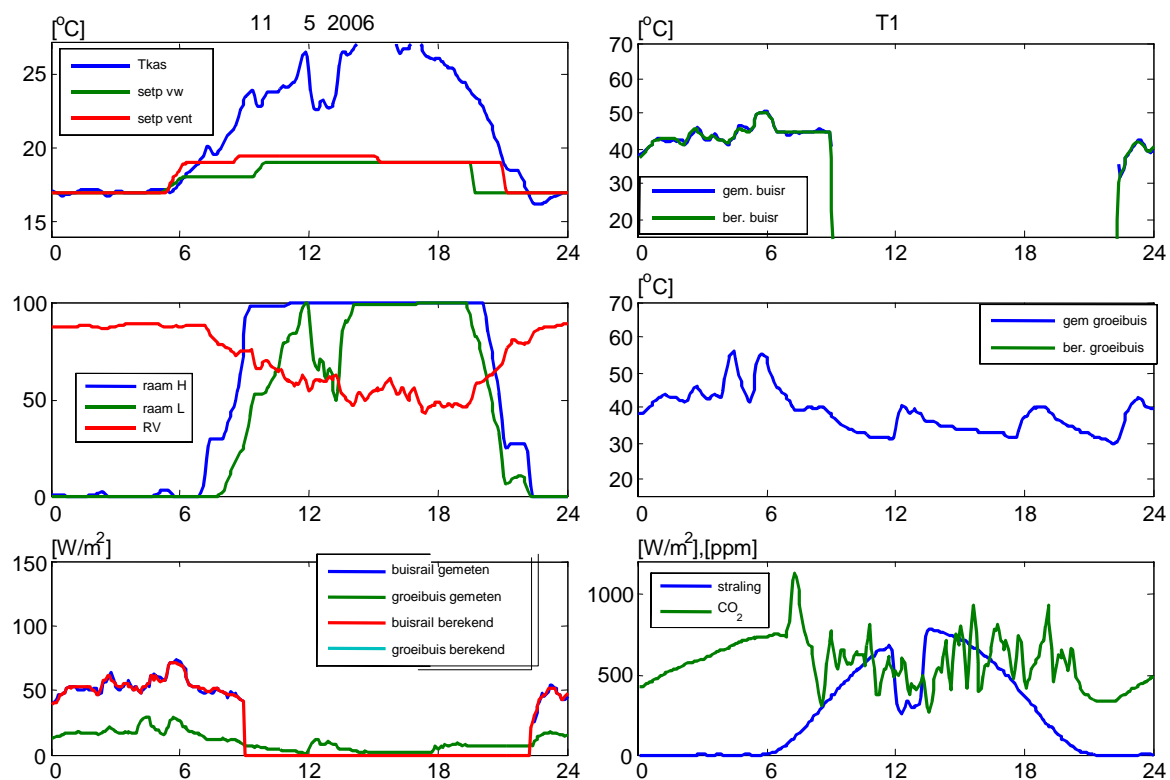 [°C]
11 5 2006
25
20
15
Tkas
setp vw
setp vent
0 6 12 18 24
T1
70
60
50
40
30
20
gem. buisr
ber. buisr
0 6 12 18 24
100
50
0
raam H
raam L
RV
0 6 12 18 24
[°C]
70
60
50
40
30
20
gem groeibuis
ber. groeibuis
0 6 12 18 24
[W/m²]
150
100
50
0
buisrail gemeten
groeibuis gemeten
buisrail berekend
groeibuis berekend
0 6 12 18 24
[W/m²],[ppm]
1000
500
0
straling
CO₂
0 6 12 18 24